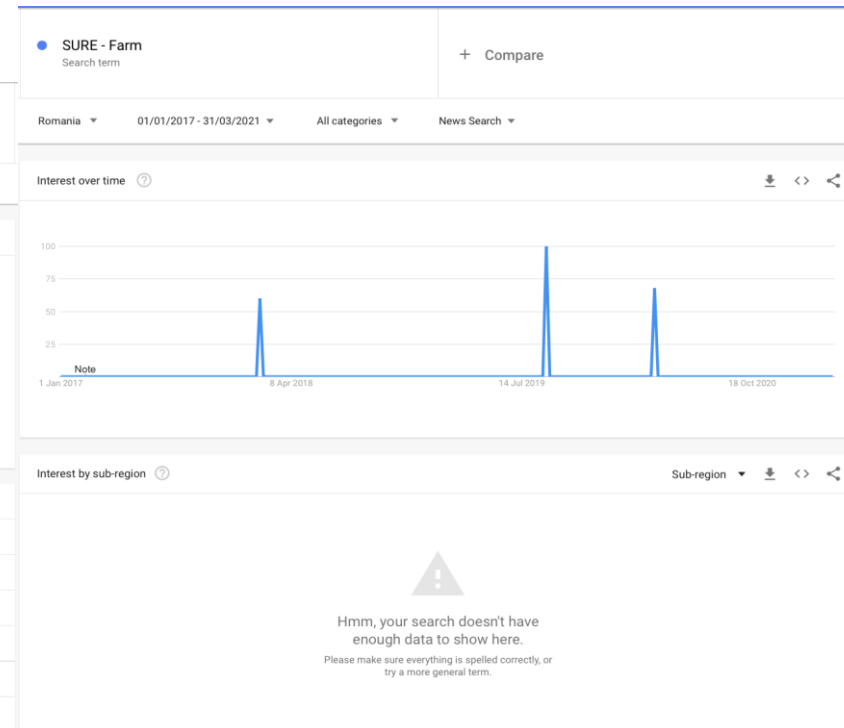 SURE - Farm
Search term
+ Compare
Romania
01/01/2017 - 31/03/2021
All categories
News Search
Interest over time
100
75
50
25
Note
1 Jan 2017
8 Apr 2018
14 Jul 2019
18 Oct 2020
Interest by sub-region
Sub-region
Hmm, your search doesn't have
enough data to show here.
Please make sure everything is spelled correctly, or
try a more general term.